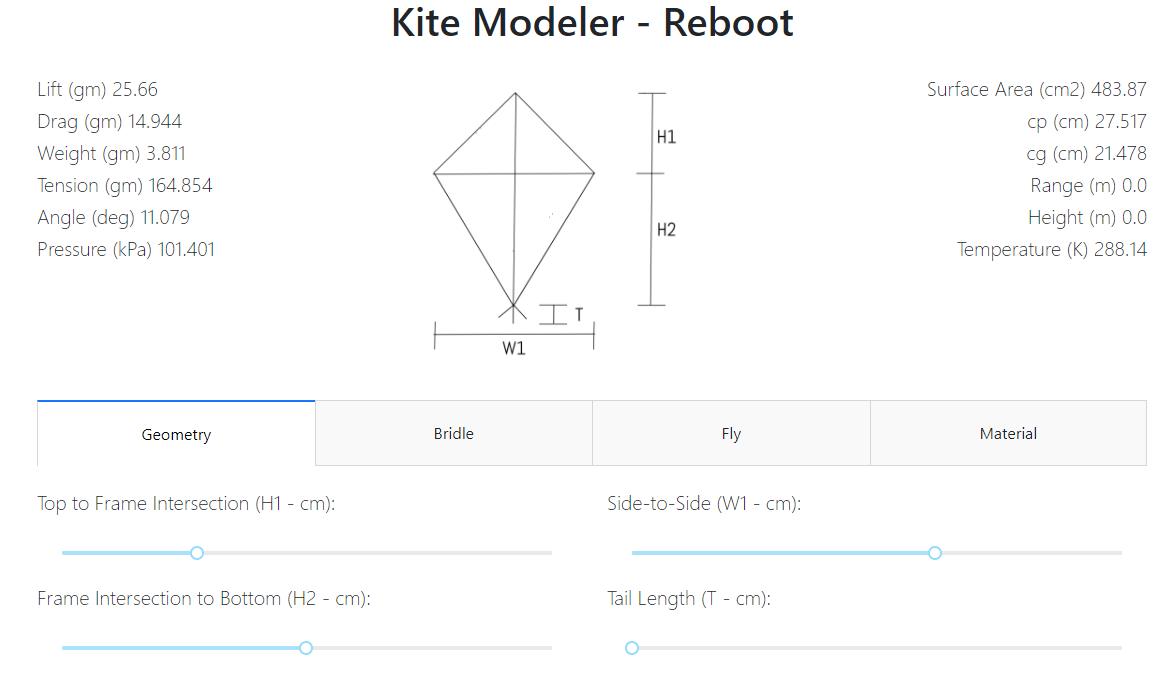 Kite Modeler - Reboot
Lift (gm) 25.66
Drag (gm) 14.944
Weight (gm) 3.811
Tension (gm) 164.854
Angle (deg) 11.079
Pressure (kPa) 101.401
H1
H2
T
W1
Surface Area (cm2) 483.87
cp (cm) 27.517
cg (cm) 21.478
Range (m) 0.0
Height (m) 0.0
Temperature (K) 288.14
Geometry
Bridle
Fly
Material
Top to Frame Intersection (H1 - cm):
Side-to-Side (W1 - cm):
Frame Intersection to Bottom (H2 - cm):
Tail Length (T - cm):